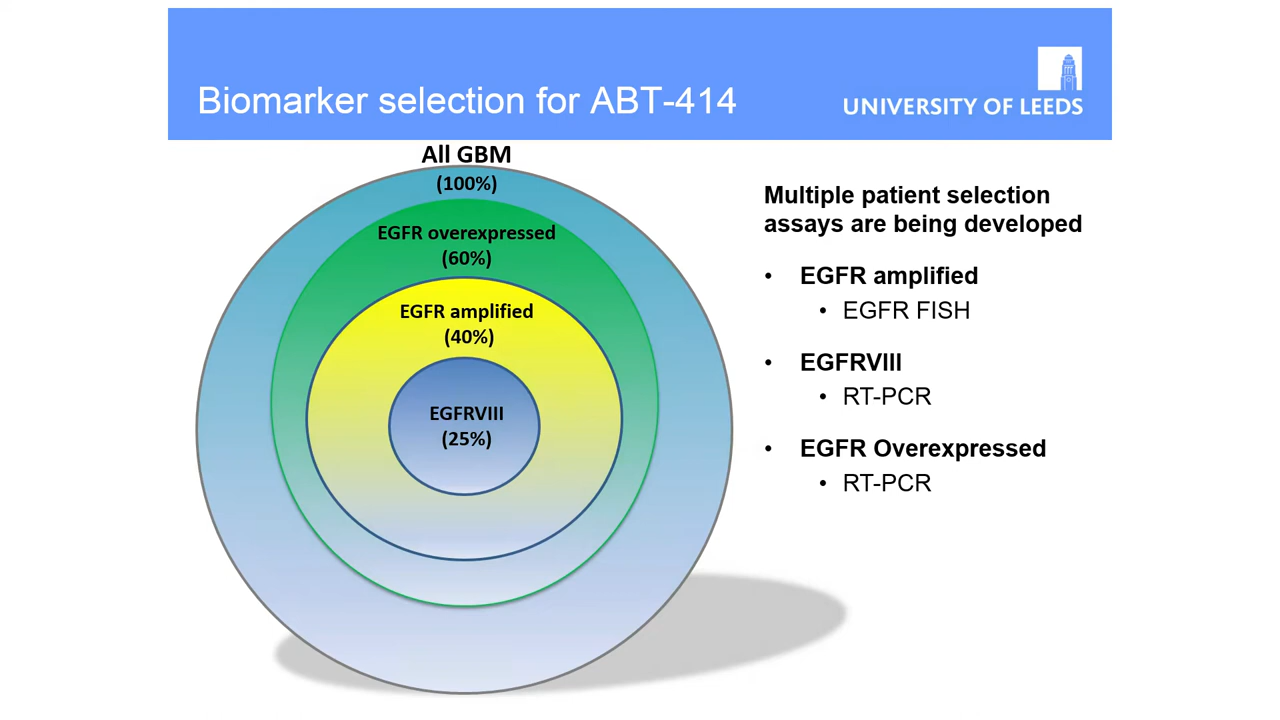 Biomarker selection for ABT-414
UNIVERSITY OF LEEDS
All GBM
(100%)
EGFR overexpressed
(60%)
EGFR amplified
(40%)
EGFRVIII
(25%)
Multiple patient selection
assays are being developed
• EGFR amplified
• EGFR FISH
• EGFRVIII
• RT-PCR
• EGFR Overexpressed
• RT-PCR